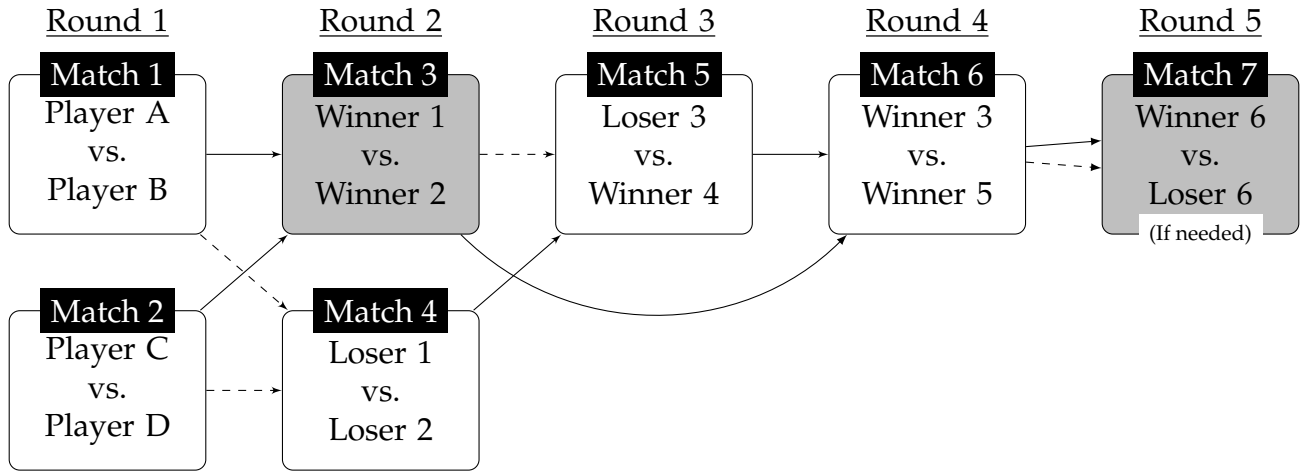 Round 1
Round 2
Round 3
Round 4
Round 5
Match 1
Player A
vs.
Player B
Match 3
Winner 1
vs.
Winner 2
Match 5
Loser 3
vs.
Winner 4
Match 6
Winner 3
vs.
Winner 5
Match 7
Winner 6
vs.
Loser 6
(If needed)
Match 2
Player C
vs.
Player D
Match 4
Loser 1
vs.
Loser 2